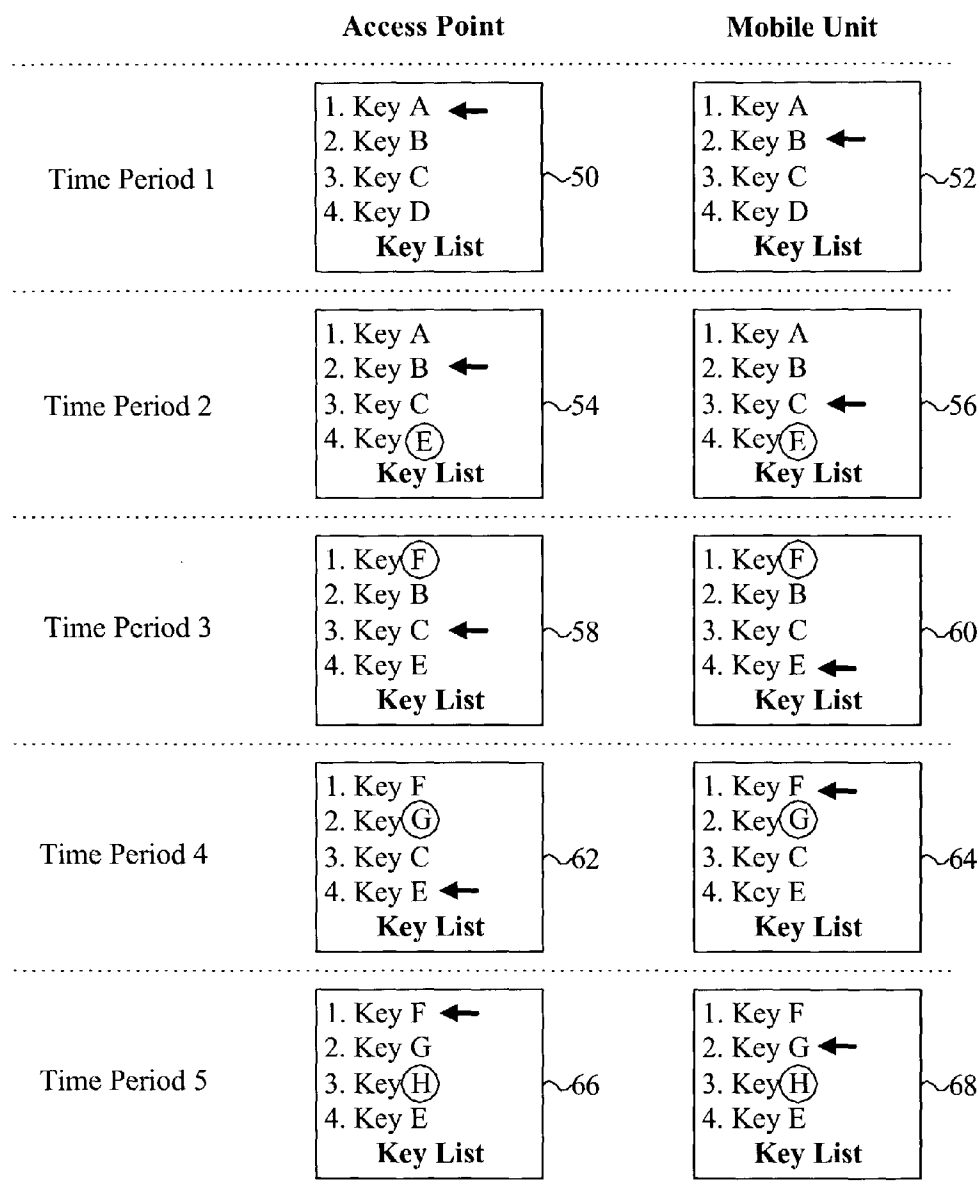 Access Point Mobile Unit
Time Period 1
1. Key A
2. Key B
3. Key C
4. Key D
Key List
50
1. Key A
2. Key B
3. Key C
4. Key D
Key List
52
Time Period 2
1. Key A
2. Key B
3. Key C
4. Key E
Key List
54
1. Key A
2. Key B
3. Key C
4. Key E
Key List
56
Time Period 3
1. Key F
2. Key B
3. Key C
4. Key E
Key List
58
1. Key F
2. Key B
3. Key C
4. Key E
Key List
60
Time Period 4
1. Key F
2. Key G
3. Key C
4. Key E
Key List
62
1. Key F
2. Key G
3. Key C
4. Key E
Key List
64
Time Period 5
1. Key F
2. Key G
3. Key H
4. Key E
Key List
66
1. Key F
2. Key G
3. Key H
4. Key E
Key List
68